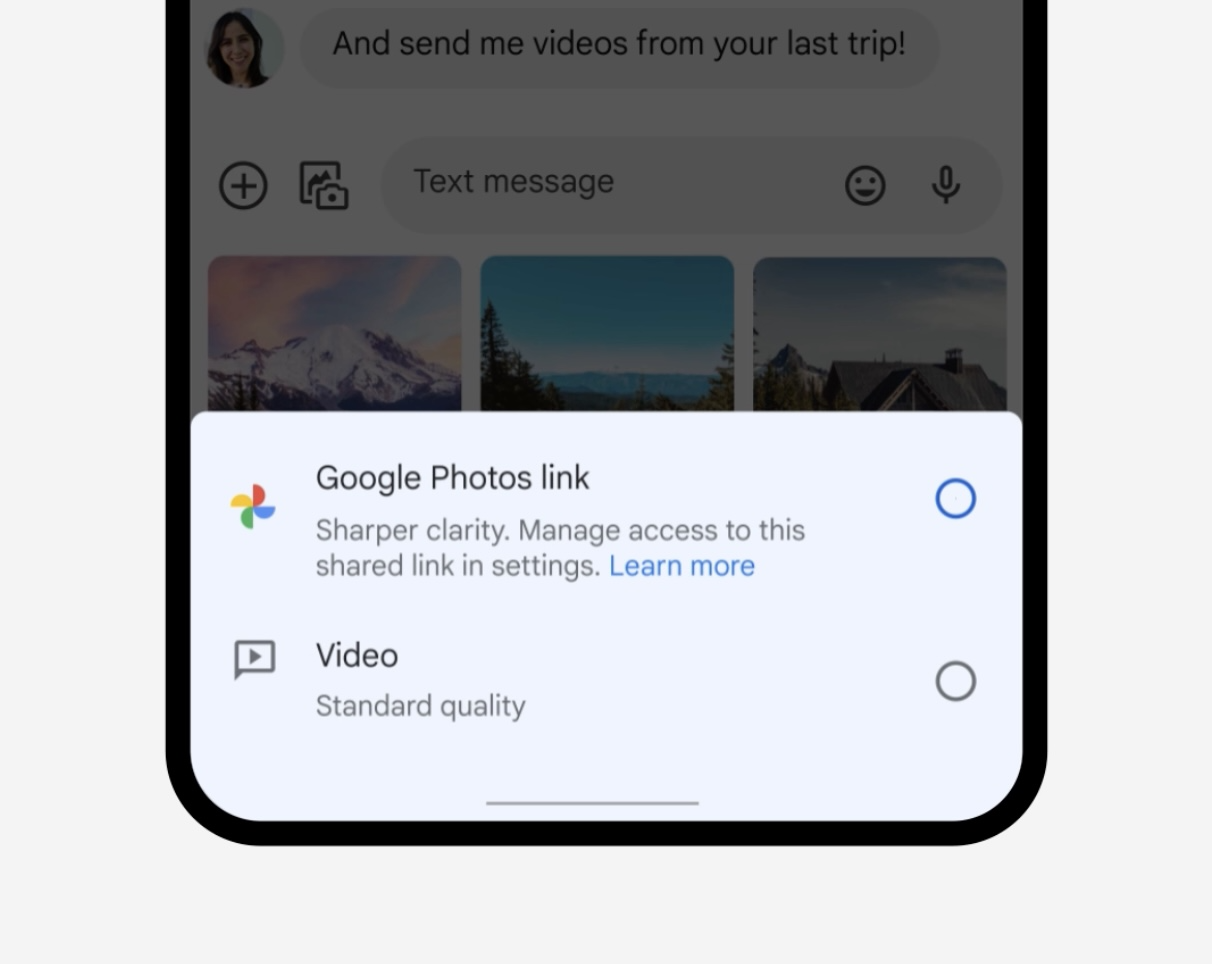 And send me videos from your last trip!
Text message
Google Photos link
Sharper clarity. Manage access to this
shared link in settings. Learn more
Video
Standard quality